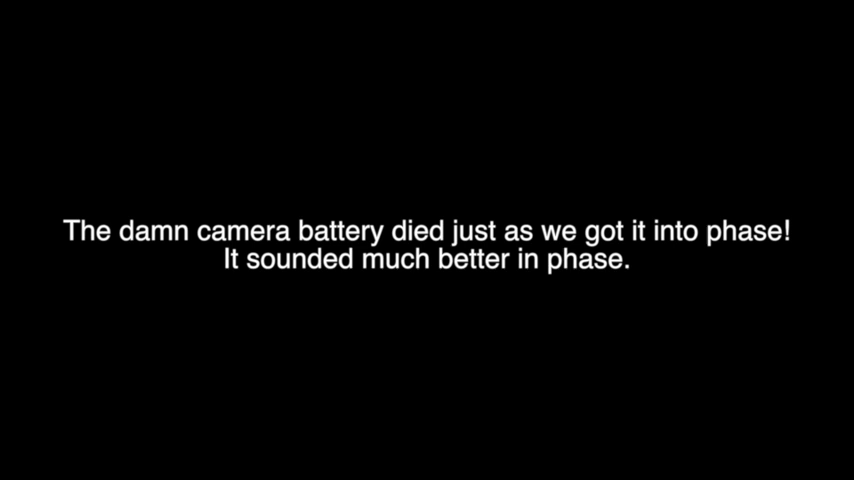 The damn camera battery died just as we got it into phase!
It sounded much better in phase.